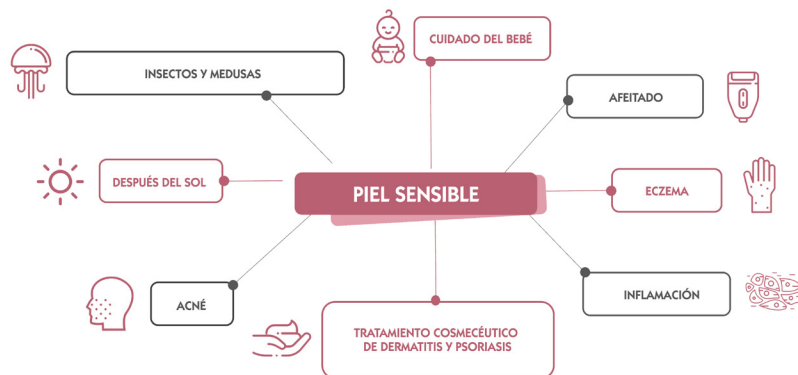 CUIDADO DEL BEBÉ
INSECTOS Y MEDUSAS
AFEITADO
DESPUÉS DEL SOL
PIEL SENSIBLE
ECZEMA
ACNÉ
INFLAMACIÓN
TRATAMIENTO COSMECÉUTICO
DE DERMATITIS Y PSORIASIS